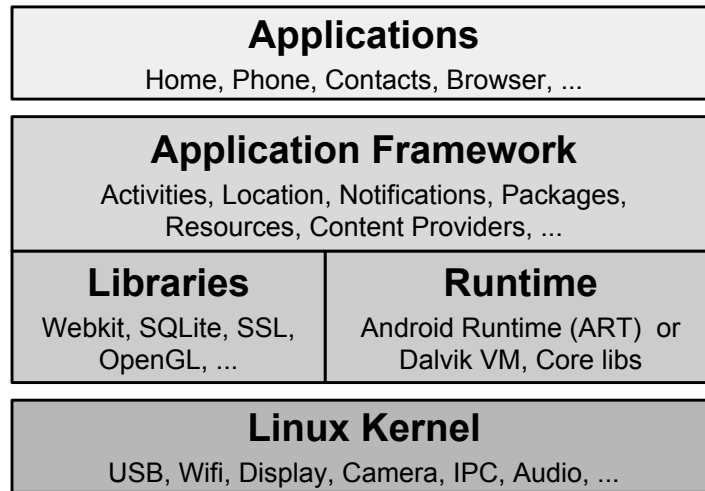 Applications
Home, Phone, Contacts, Browser, ...
Application Framework
Activities, Location, Notifications, Packages,
Resources, Content Providers, ...
Libraries
Webkit, SQLite, SSL,
OpenGL, ...
Runtime
Android Runtime (ART) or
Dalvik VM, Core libs
Linux Kernel
USB, Wifi, Display, Camera, IPC, Audio, ...